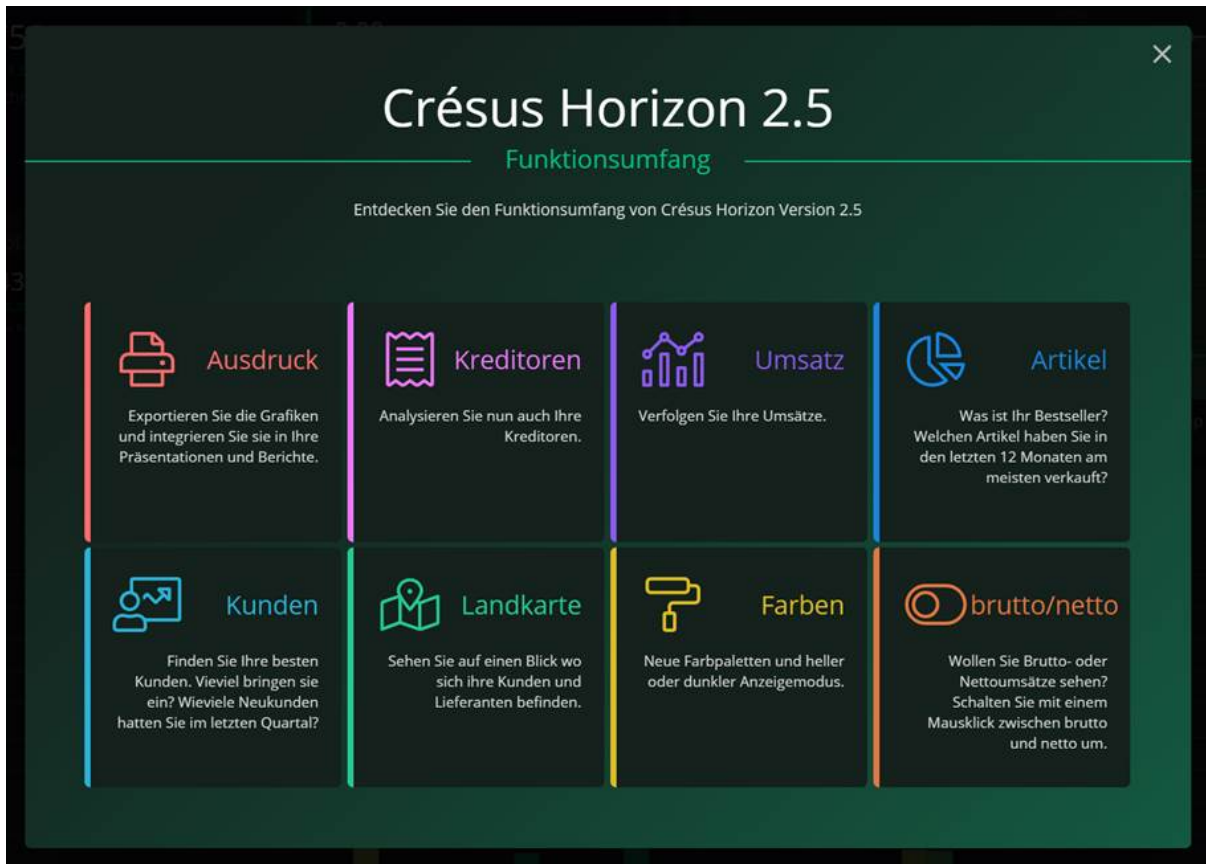 Crésus Horizon 2.5
Funktionsumfang
Entdecken Sie den Funktionsumfang von Crésus Horizon Version 2.5
Ausdruck
Exportieren Sie die Grafiken
und integrieren Sie sie in Ihre
Präsentationen und Berichte.
Kreditoren
Analysieren Sie nun auch Ihre
Kreditoren.
Umsatz
Verfolgen Sie Ihre Umsätze.
Artikel
Was ist Ihr Bestseller?
Welchen Artikel haben Sie in
den letzten 12 Monaten am
meisten verkauft?
Kunden
Finden Sie Ihre besten
Kunden. Vieviel bringen sie
ein? Wieviele Neukunden
hatten Sie im letzten Quartal?
Landkarte
Sehen Sie auf einen Blick wo
sich ihre Kunden und
Lieferanten befinden.
Farben
Neue Farbpaletten und heller
oder dunkler Anzeigemodus.
brutto/netto
Wollen Sie Brutto- oder
Nettoumsätze sehen?
Schalten Sie mit einem
Mausklick zwischen brutto
und netto um.